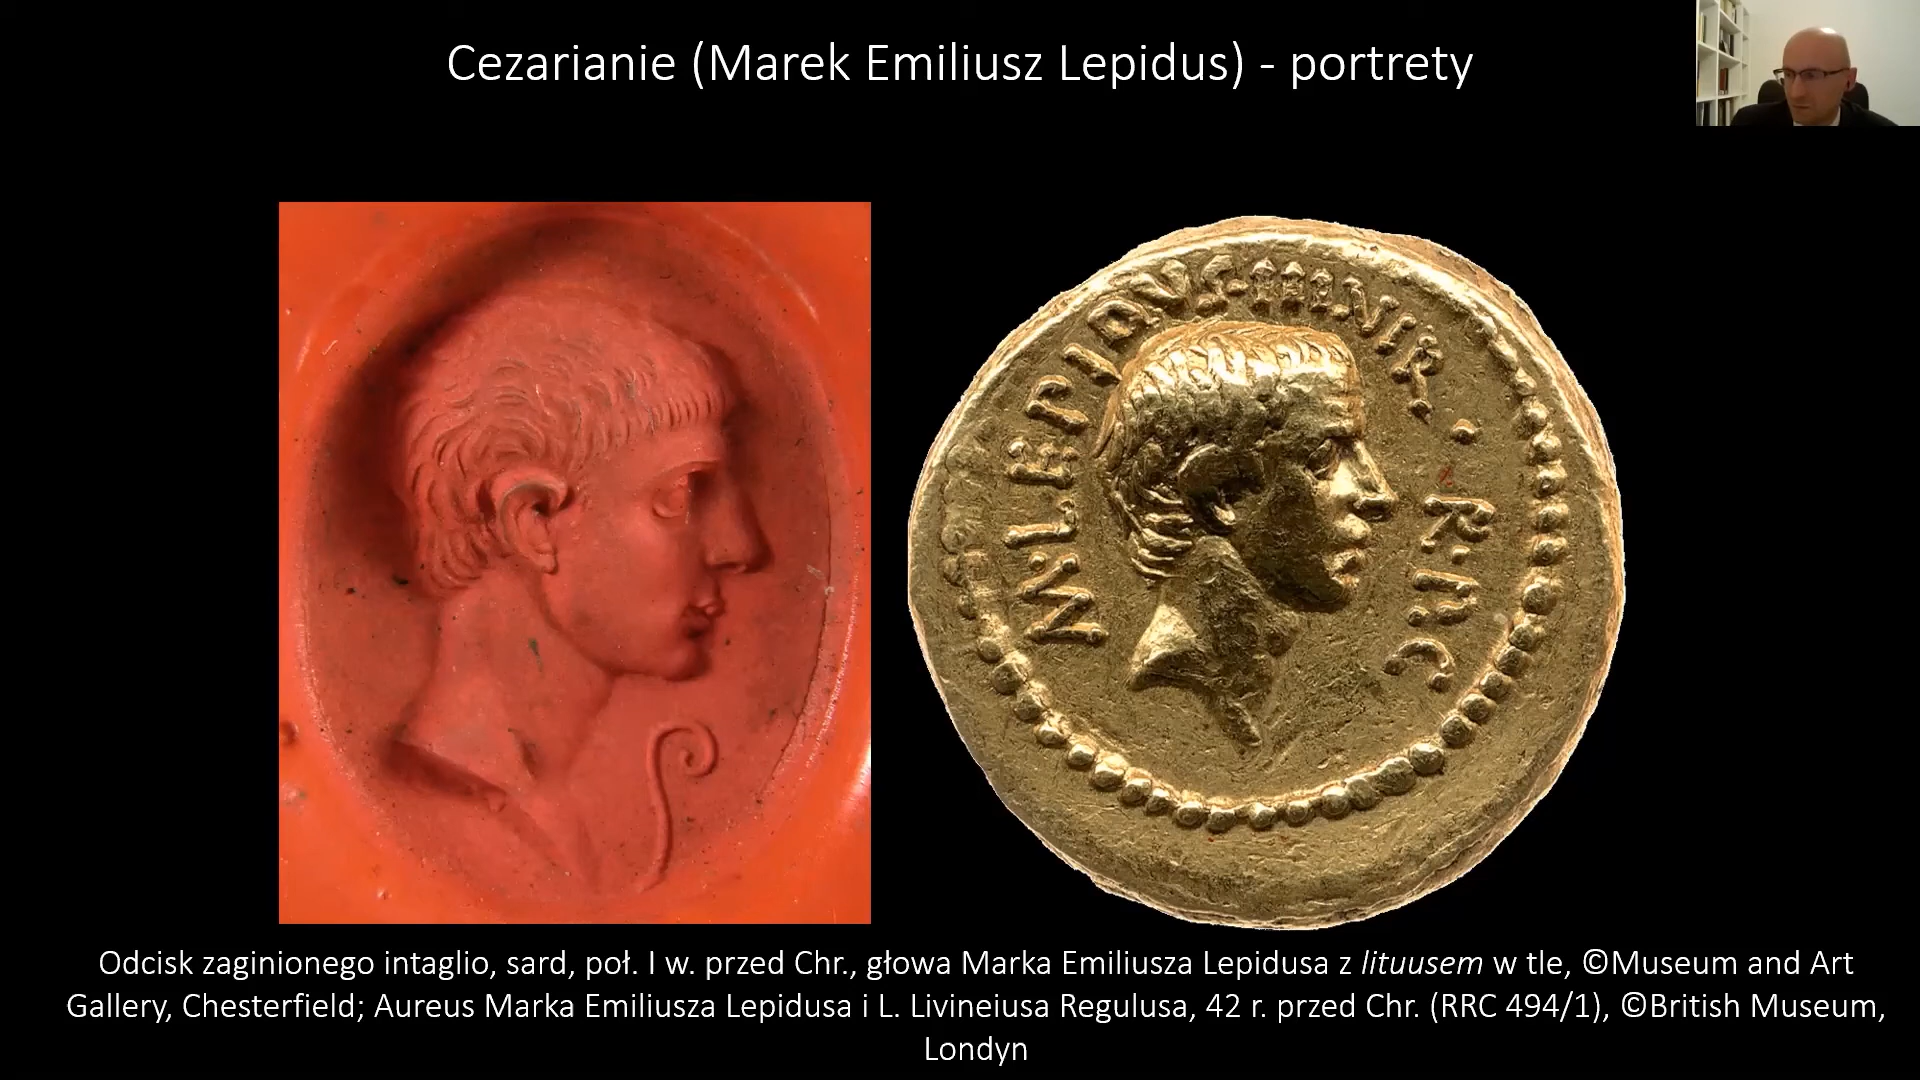 Cezarianie (Marek Emiliusz Lepidus) - portrety
M·LEPIDVS·IIIVIR·R·P·C
Odcisk zaginionego intaglio, sard, poł. I w. przed Chr., głowa Marka Emiliusza Lepidusa z lituusem w tle, ©Museum and Art
Gallery, Chesterfield; Aureus Marka Emiliusza Lepidusa i L. Livineiusa Regulusa, 42 r. przed Chr. (RRC 494/1), ©British Museum,
Londyn